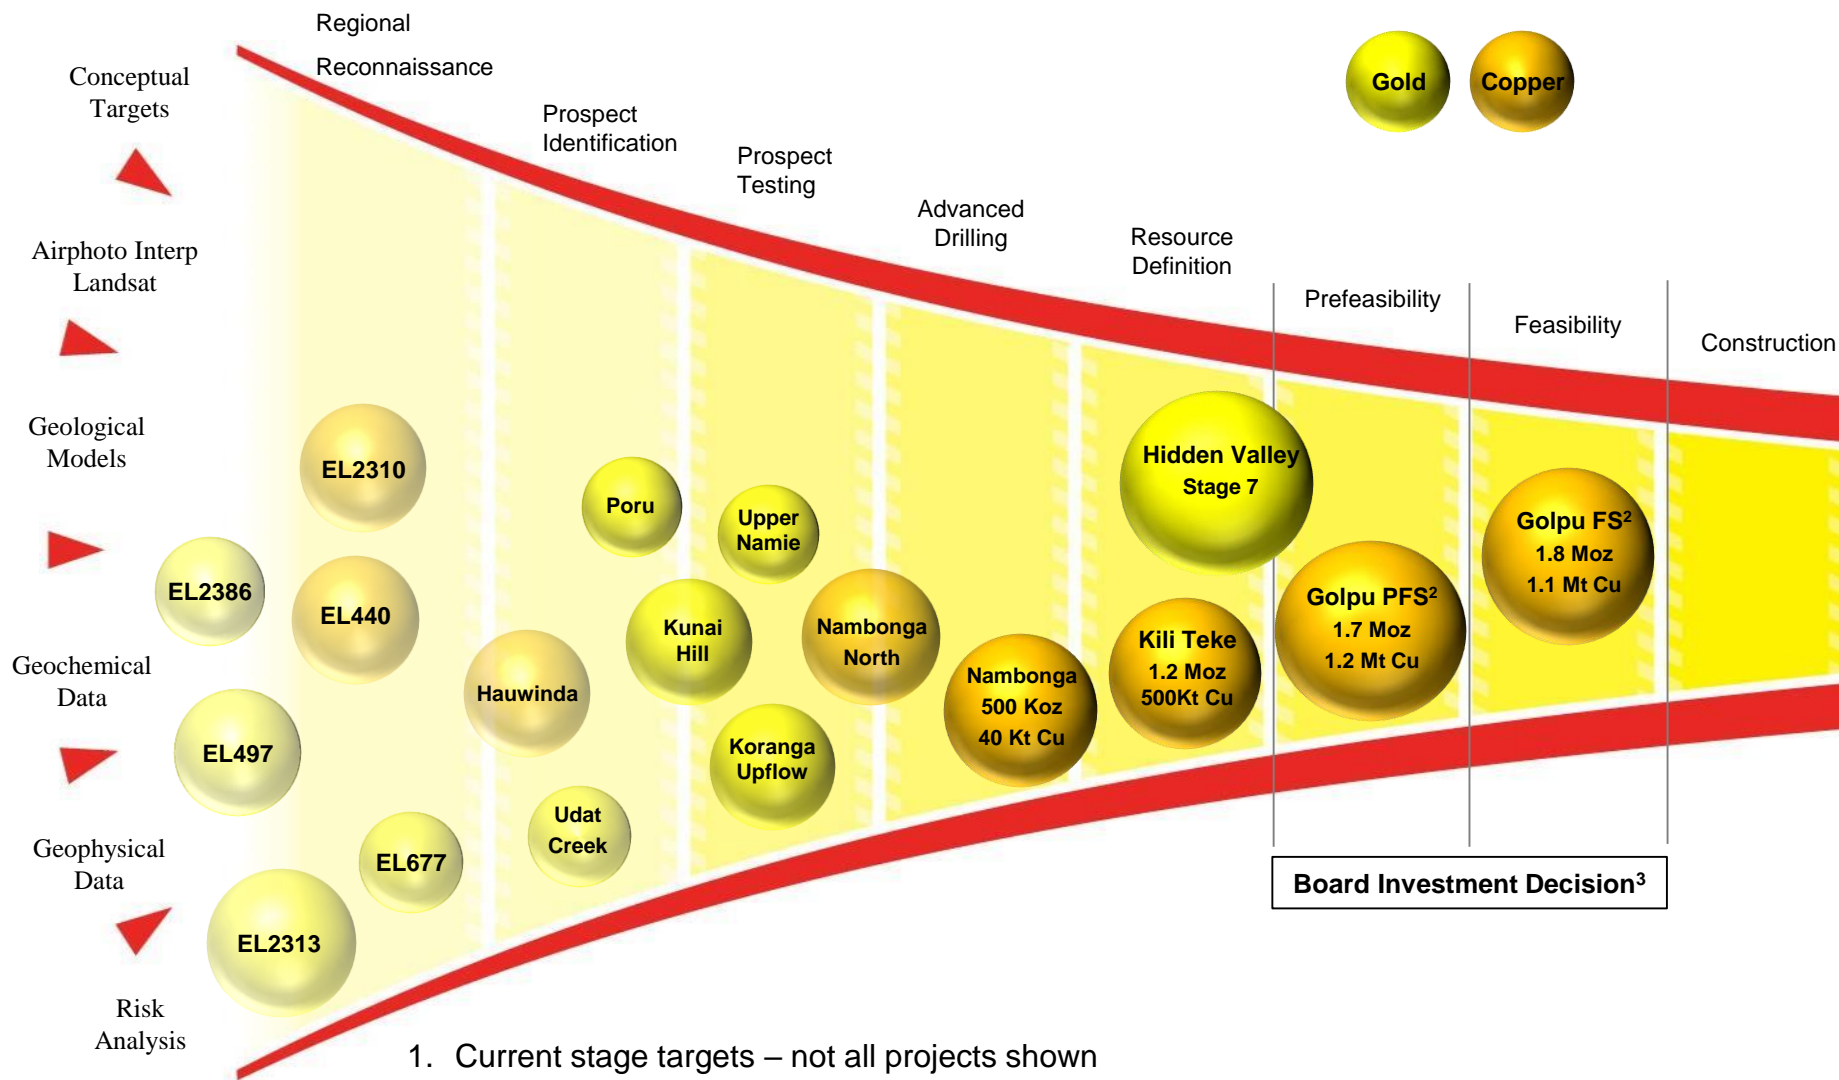 Regional
Reconnaissance
Prospect
Identification
Prospect
Testing
Advanced
Drilling
Resource
Definition
Prefeasibility
Feasibility
Construction
Gold
Copper
Conceptual
Targets
Airphoto Interp
Landsat
Geological
Models
Geochemical
Data
Geophysical
Data
Risk
Analysis
EL2310
EL2386
EL440
EL497
EL677
EL2313
Poru
Hauwinda
Udat
Creek
Kunai
Hill
Upper
Namie
Koranga
Upflow
Nambonga
North
Nambonga
500 Koz
40 Kt Cu
Hidden Valley
Stage 7
Kili Teke
1.2 Moz
500Kt Cu
Golpu PFS²
1.7 Moz
1.2 Mt Cu
Golpu FS²
1.8 Moz
1.1 Mt Cu
Board Investment Decision³
1. Current stage targets – not all projects shown